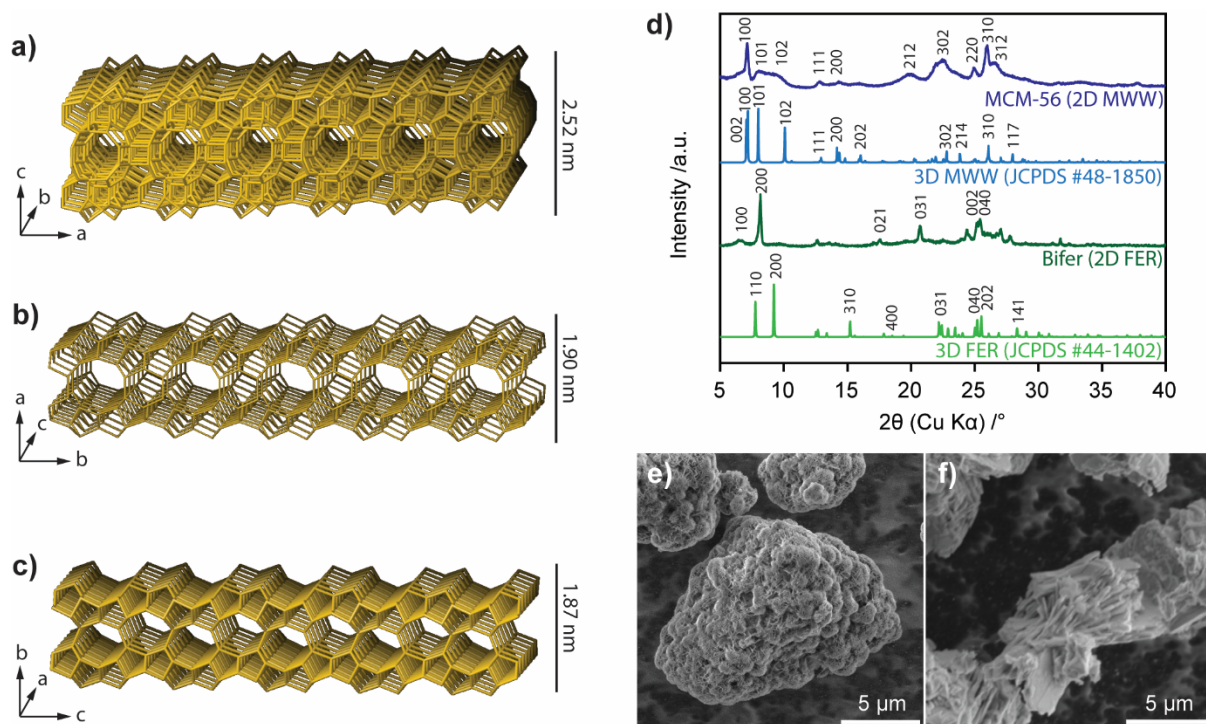 a)
2.52 nm
c
b
a
b)
1.90 nm
a
c
b
c)
1.87 nm
b
a
c
d)
Intensity /a.u.
100
101
102
111
200
212
302
220
310
312
MCM-56 (2D MWW)
002
100
101
102
111
200
202
302
214
310
117
3D MWW (JCPDS #48-1850)
100
200
021
031
002
040
Bifer (2D FER)
110
200
310
400
031
040
202
141
3D FER (JCPDS #44-1402)
5 10 15 20 25 30 35 40
2θ (Cu Kα) /°
e)
5 µm
f)
5 µm